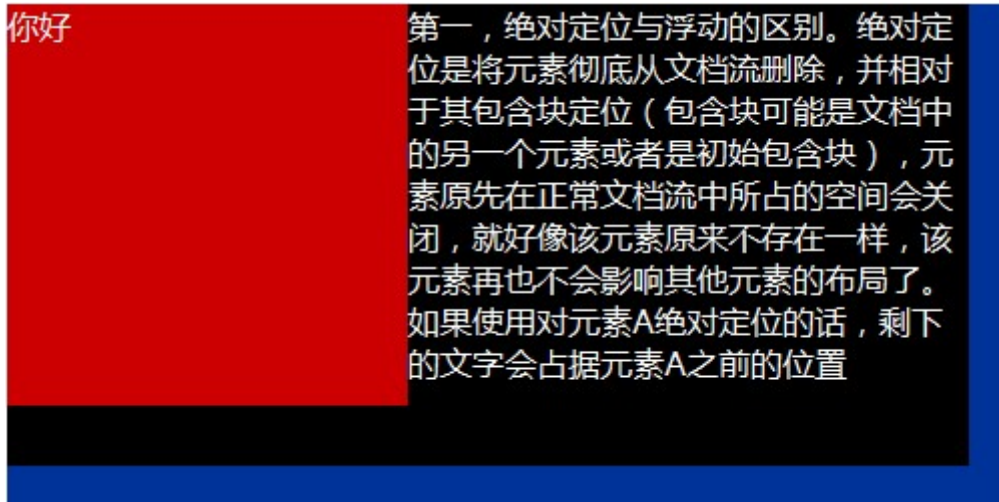 你好
第一，绝对定位与浮动的区别。绝对定
位是将元素彻底从文档流删除，并相对
于其包含块定位（包含块可能是文档中
的另一个元素或者是初始包含块），元
素原先在正常文档流中所占的空间会关
闭，就好像该元素原来不存在一样，该
元素再也不会影响其他元素的布局了。
如果使用对元素A绝对定位的话，剩下
的文字会占据元素A之前的位置